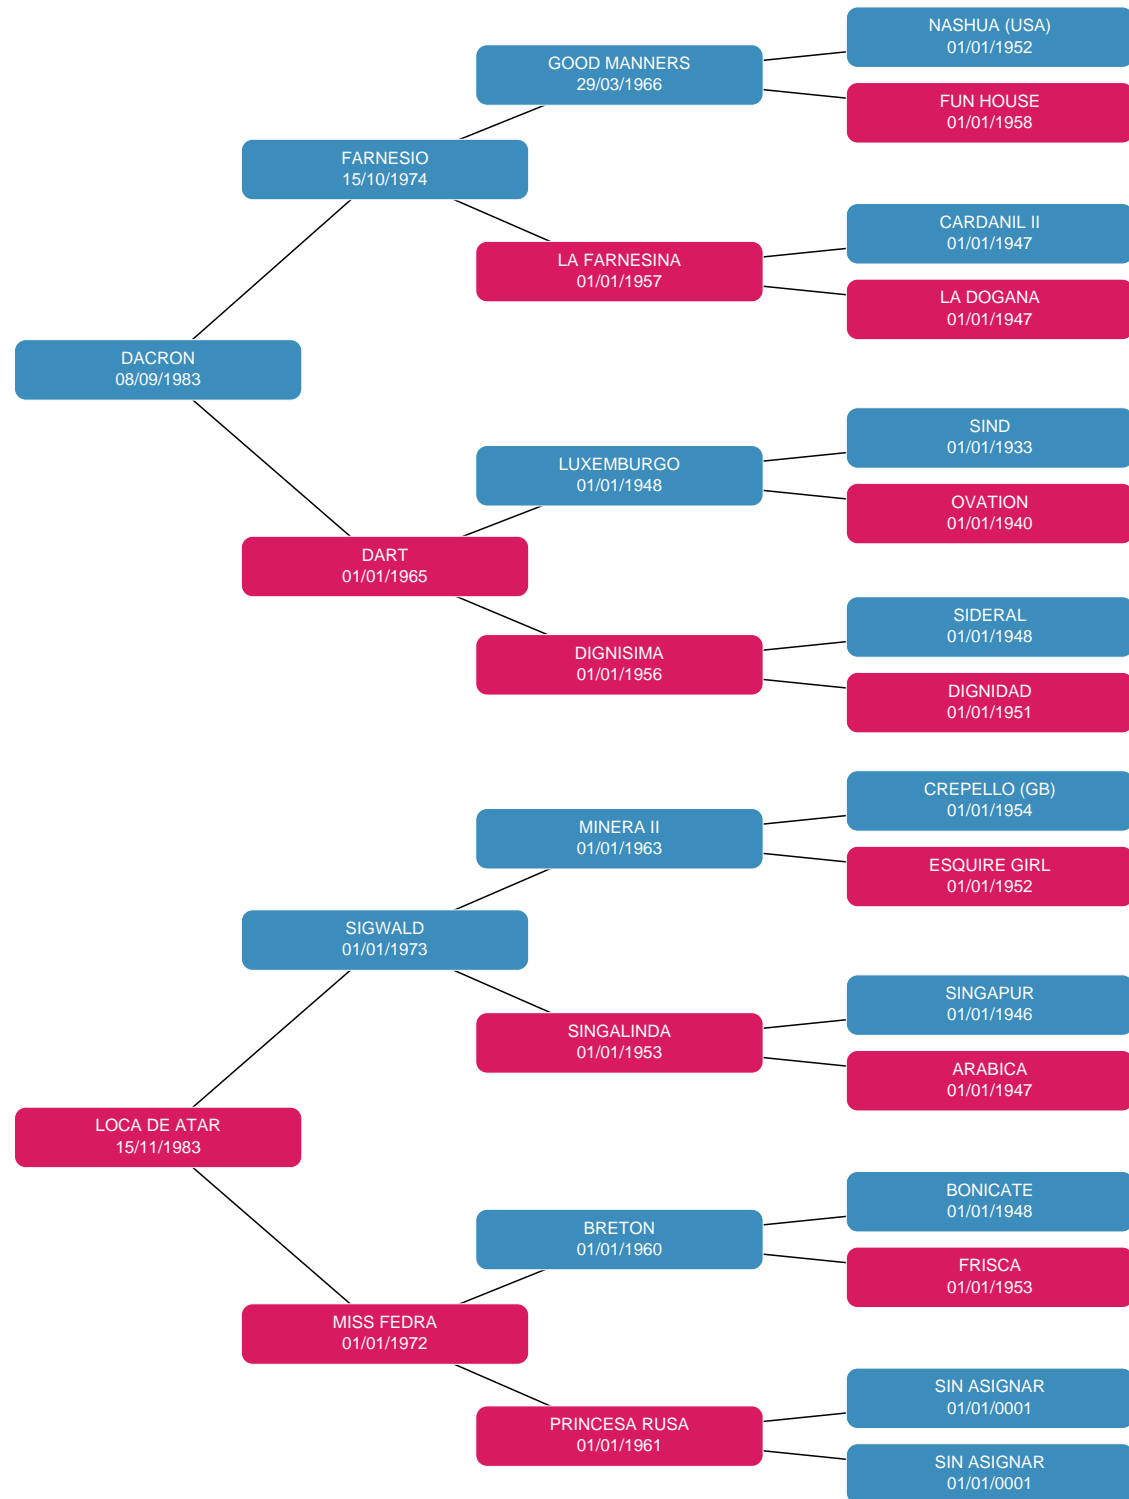 NASHUA (USA)
01/01/1952
GOOD MANNERS
29/03/1966
FUN HOUSE
01/01/1958
FARNESIO
15/10/1974
CARDANIL II
01/01/1947
LA FARNESINA
01/01/1957
LA DOGANA
01/01/1947
DACRON
08/09/1983
SIND
01/01/1933
LUXEMBURGO
01/01/1948
OVATION
01/01/1940
DART
01/01/1965
SIDERAL
01/01/1948
DIGNISIMA
01/01/1956
DIGNIDAD
01/01/1951
CREPELLO (GB)
01/01/1954
MINERA II
01/01/1963
ESQUIRE GIRL
01/01/1952
SIGWALD
01/01/1973
SINGAPUR
01/01/1946
SINGALINDA
01/01/1953
ARABICA
01/01/1947
LOCA DE ATAR
15/11/1983
BONICATE
01/01/1948
BRETON
01/01/1960
FRISCA
01/01/1953
MISS FEDRA
01/01/1972
SIN ASIGNAR
01/01/0001
PRINCESA RUSA
01/01/1961
SIN ASIGNAR
01/01/0001